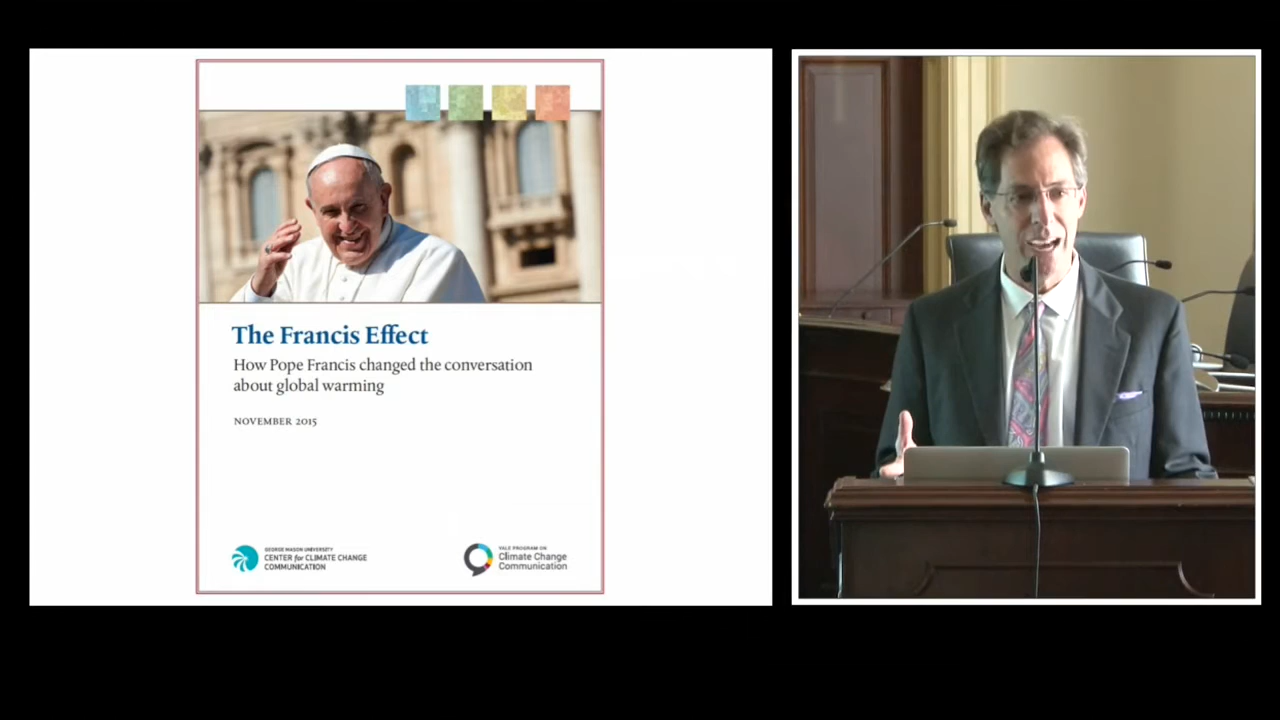 The Francis Effect
How Pope Francis changed the conversation
about global warming
NOVEMBER 2015
GEORGE MASON UNIVERSITY
CENTER for CLIMATE CHANGE
COMMUNICATION
YALE PROGRAM ON
Climate Change
Communication